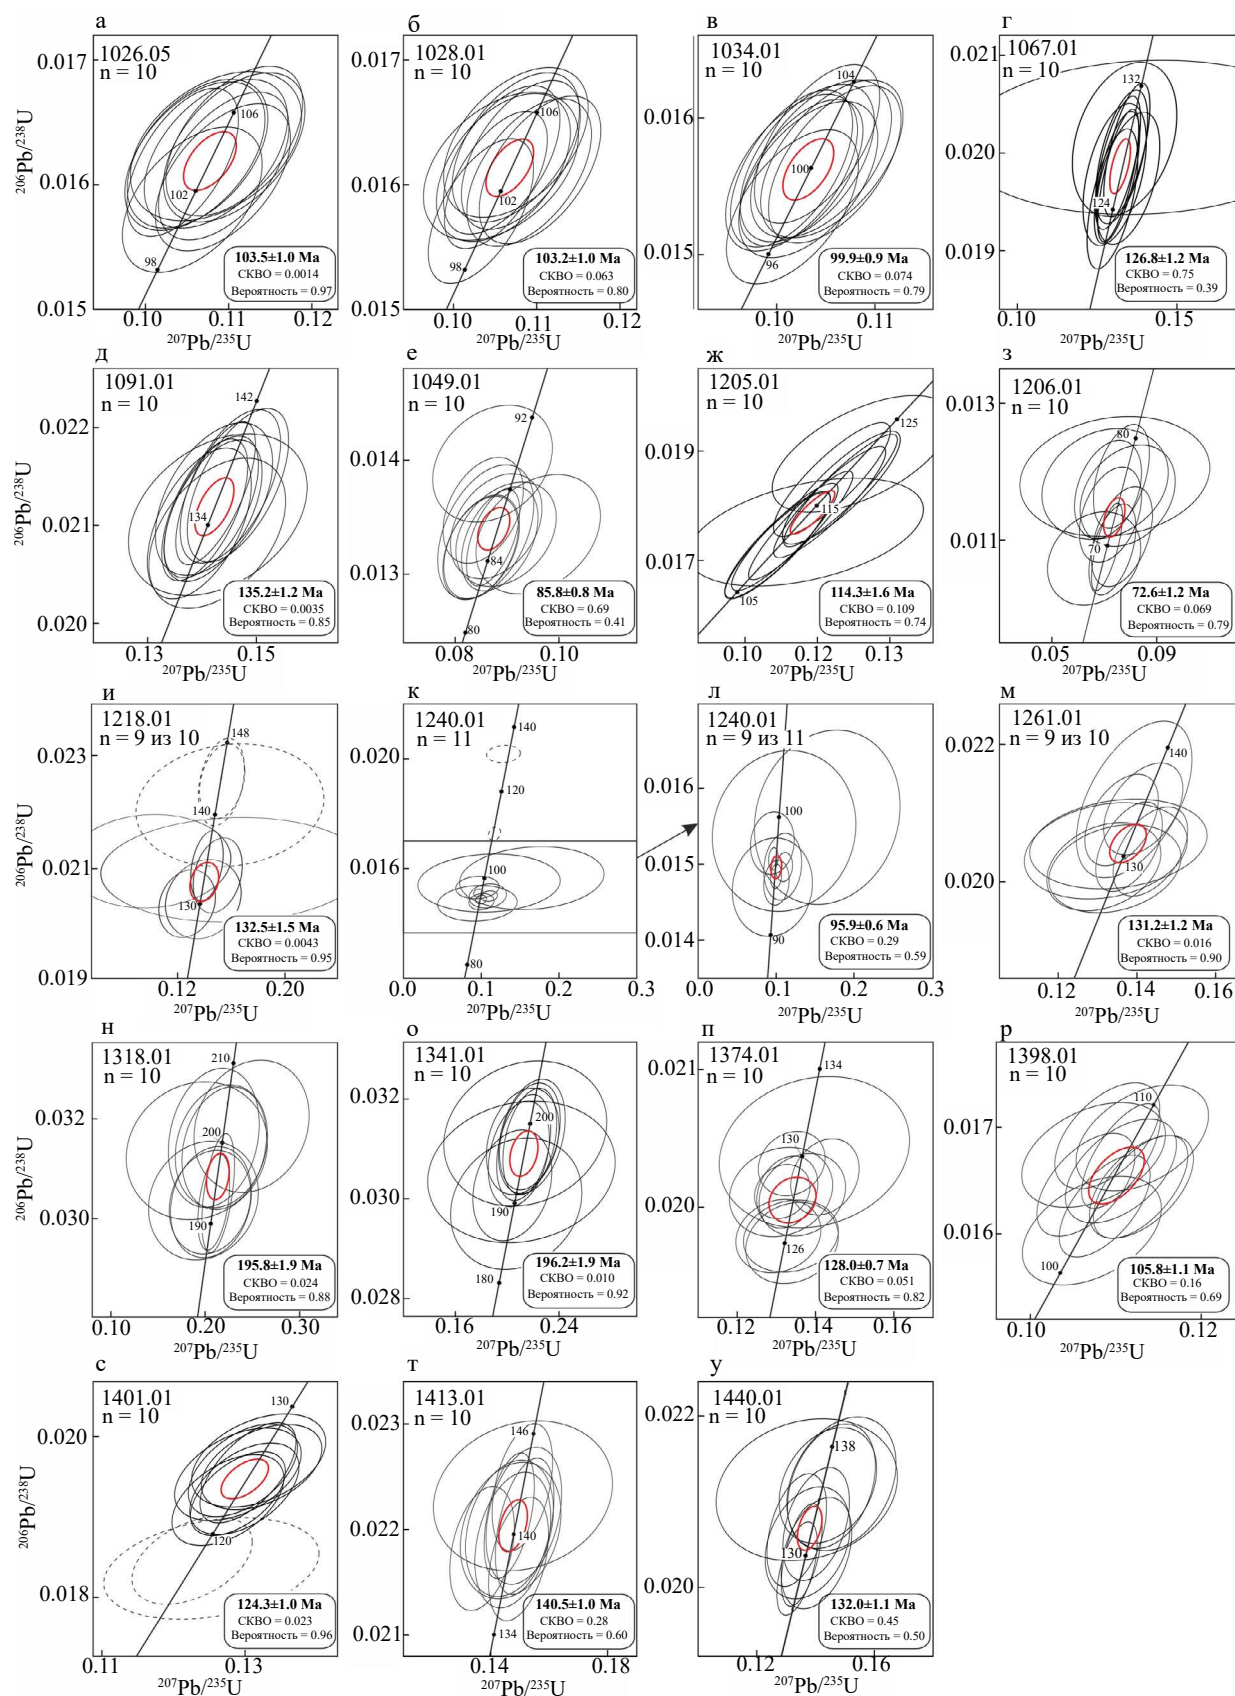 а
1026.05
n = 10
0.017
0.016
0.015
106
102
98
103.5±1.0 Ma
СКВО = 0.0014
Вероятность = 0.97
0.10
0.11
0.12
206Pb/238U
207Pb/235U
б
1028.01
n = 10
0.017
0.016
0.015
106
102
98
103.2±1.0 Ma
СКВО = 0.063
Вероятность = 0.80
0.10
0.11
0.12
207Pb/235U
в
1034.01
n = 10
0.016
0.015
104
100
96
99.9±0.9 Ma
СКВО = 0.074
Вероятность = 0.79
0.10
0.11
207Pb/235U
г
1067.01
n = 10
0.021
0.020
0.019
132
124
126.8±1.2 Ma
СКВО = 0.75
Вероятность = 0.39
0.10
0.15
207Pb/235U
д
1091.01
n = 10
0.022
0.021
0.020
142
134
135.2±1.2 Ma
СКВО = 0.0035
Вероятность = 0.85
0.13
0.15
206Pb/238U
207Pb/235U
е
1049.01
n = 10
0.014
0.013
92
84
80
85.8±0.8 Ma
СКВО = 0.69
Вероятность = 0.41
0.08
0.10
207Pb/235U
ж
1205.01
n = 10
0.019
0.017
125
115
105
114.3±1.6 Ma
СКВО = 0.109
Вероятность = 0.74
0.10
0.12
0.13
207Pb/235U
з
1206.01
n = 10
0.013
0.011
80
70
72.6±1.2 Ma
СКВО = 0.069
Вероятность = 0.79
0.05
0.09
207Pb/235U
и
1218.01
n = 9 из 10
0.023
0.021
0.019
148
140
130
132.5±1.5 Ma
СКВО = 0.0043
Вероятность = 0.95
0.12
0.20
206Pb/238U
207Pb/235U
к
1240.01
n = 11
0.020
0.016
140
120
100
80
0.0
0.1
0.2
0.3
207Pb/235U
л
1240.01
n = 9 из 11
0.016
0.015
0.014
100
90
95.9±0.6 Ma
СКВО = 0.29
Вероятность = 0.59
0.0
0.1
0.2
0.3
207Pb/235U
м
1261.01
n = 9 из 10
0.022
0.020
140
130
131.2±1.2 Ma
СКВО = 0.016
Вероятность = 0.90
0.12
0.14
0.16
207Pb/235U
н
1318.01
n = 10
0.032
0.030
210
200
190
195.8±1.9 Ma
СКВО = 0.024
Вероятность = 0.88
0.10
0.20
0.30
206Pb/238U
207Pb/235U
о
1341.01
n = 10
0.032
0.030
0.028
200
190
180
196.2±1.9 Ma
СКВО = 0.010
Вероятность = 0.92
0.16
0.24
207Pb/235U
п
1374.01
n = 10
0.021
0.020
134
130
126
128.0±0.7 Ma
СКВО = 0.051
Вероятность = 0.82
0.12
0.14
0.16
207Pb/235U
р
1398.01
n = 10
0.017
0.016
110
100
105.8±1.1 Ma
СКВО = 0.16
Вероятность = 0.69
0.10
0.12
207Pb/235U
с
1401.01
n = 10
0.020
0.018
130
120
124.3±1.0 Ma
СКВО = 0.023
Вероятность = 0.96
0.11
0.13
206Pb/238U
207Pb/235U
т
1413.01
n = 10
0.023
0.022
0.021
146
140
134
140.5±1.0 Ma
СКВО = 0.28
Вероятность = 0.60
0.14
0.18
207Pb/235U
у
1440.01
n = 10
0.022
0.020
138
130
132.0±1.1 Ma
СКВО = 0.45
Вероятность = 0.50
0.12
0.16
207Pb/235U